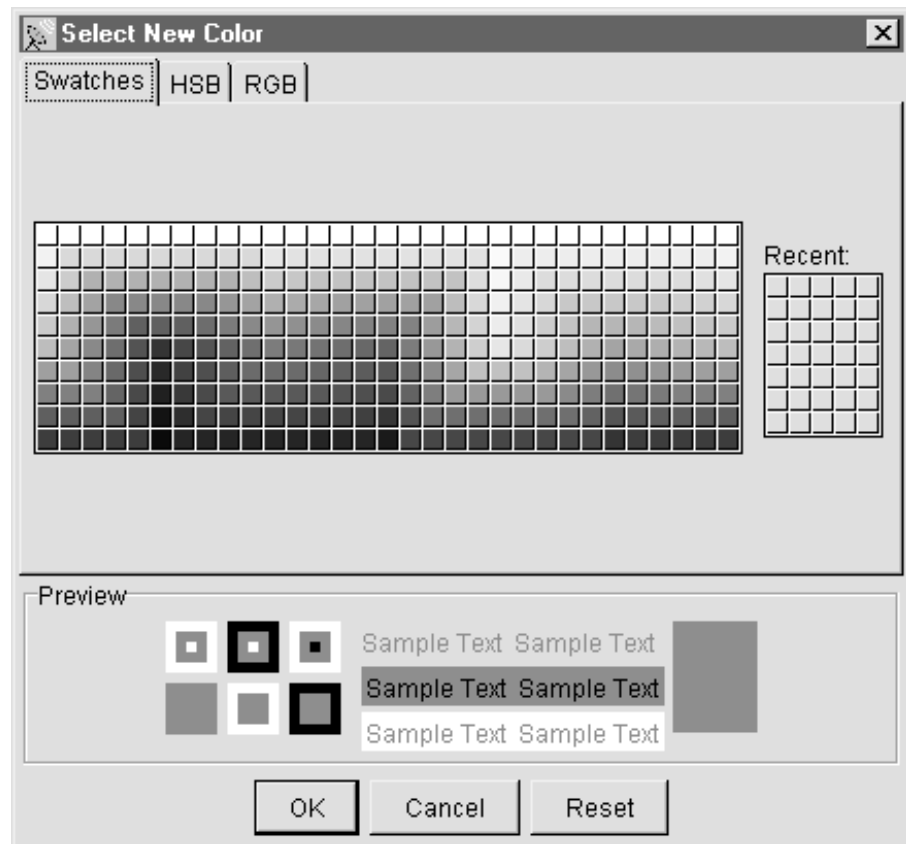 Select New Color
Swatches HSB RGB
Recent:
Preview
Sample Text Sample Text
Sample Text Sample Text
Sample Text Sample Text
OK Cancel Reset